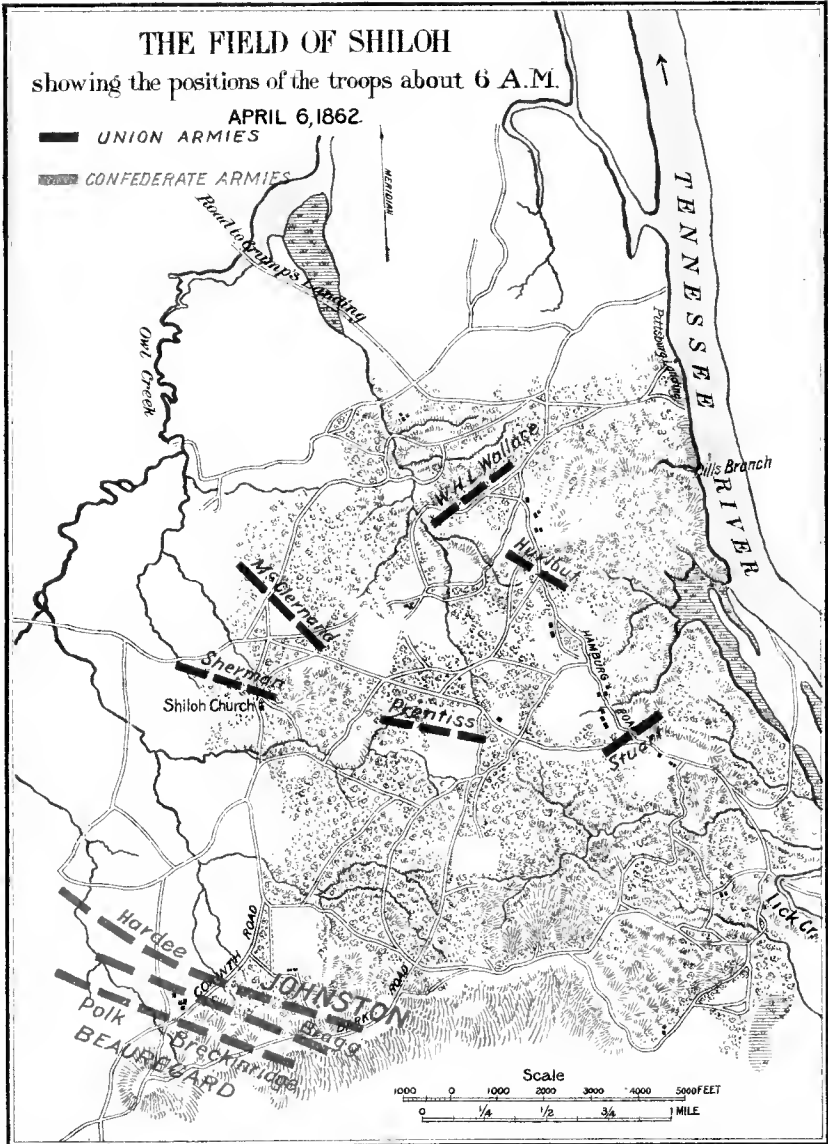 THE FIELD OF SHILOH
showing the positions of the troops about 6 A.M.
APRIL 6, 1862.
UNION ARMIES
CONFEDERATE ARMIES
MERIDIAN
Road to Crump's Landing
Owl Creek
TENNESSEE RIVER
Pittsburg Landing
W.H.L. Wallace
Dills Branch
Hurlbut
McClernand
HAMBURG ROAD
Sherman
Shiloh Church
Prentiss
Stuart
Lick Cr.
Hardee
CORINTH ROAD
JOHNSTON
Bragg
ROAD
Polk
Breckinridge
BEAUREGARD
Scale
1000 0 1000 2000 3000 4000 5000 FEET
0 1/4 1/2 3/4 1 MILE